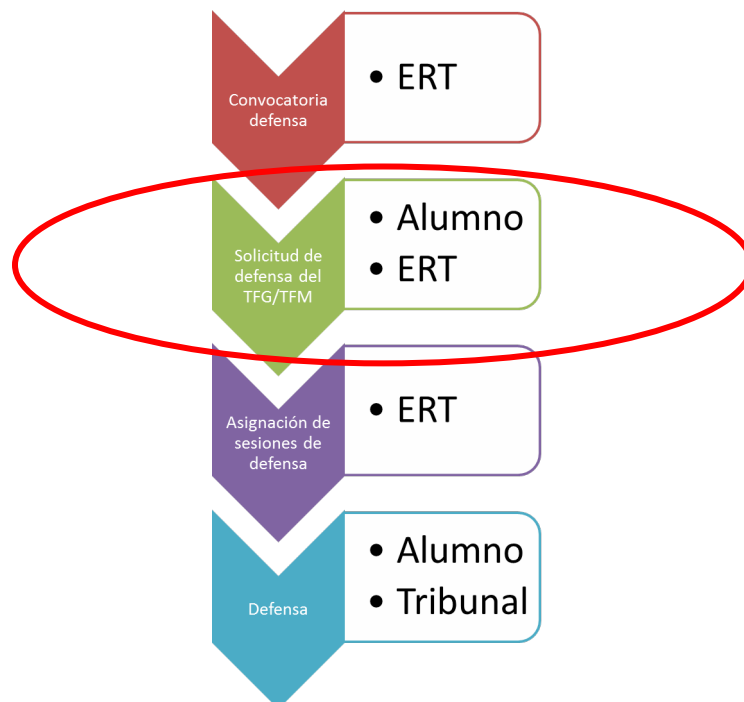 Convocatoria
defensa
• ERT
Solicitud de
defensa del
TFG/TFM
• Alumno
• ERT
Asignación de
sesiones de
defensa
• ERT
Defensa
• Alumno
• Tribunal